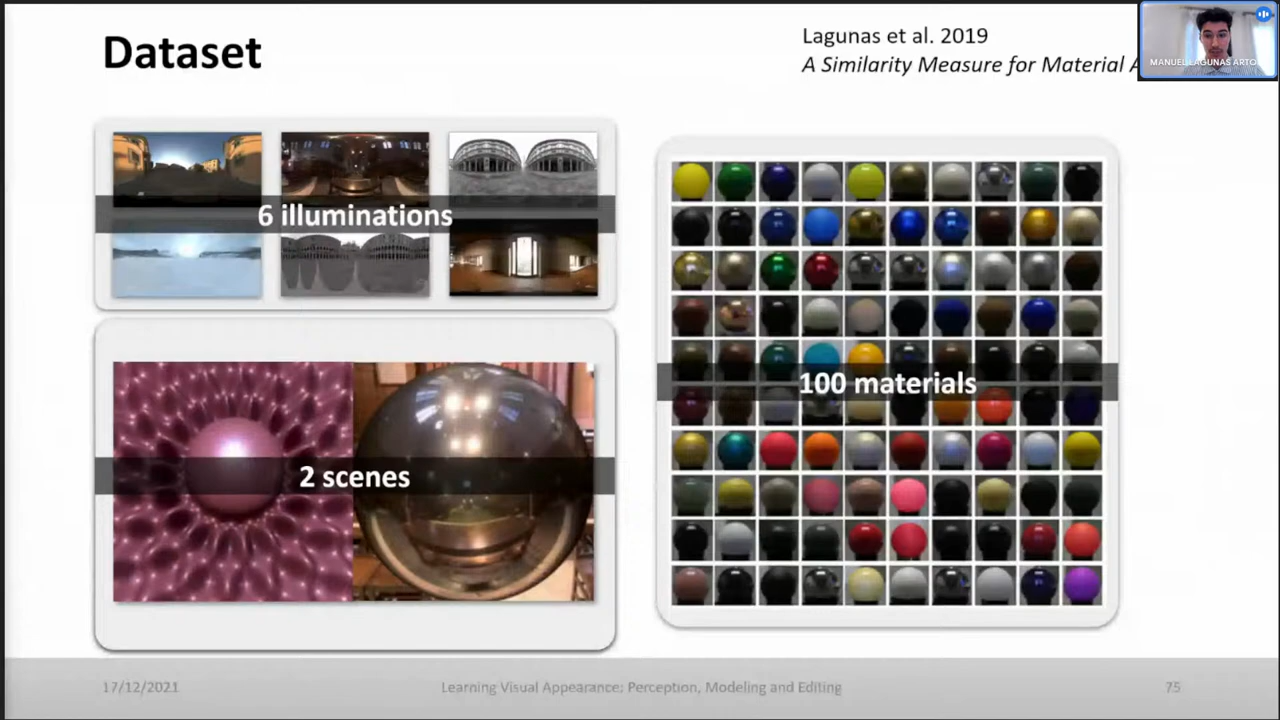 Dataset
Lagunas et al. 2019
A Similarity Measure for Material
MANUEL LAGUNAS ARTO
6 illuminations
100 materials
2 scenes
17/12/2021
Learning Visual Appearance: Perception, Modeling and Editing
75